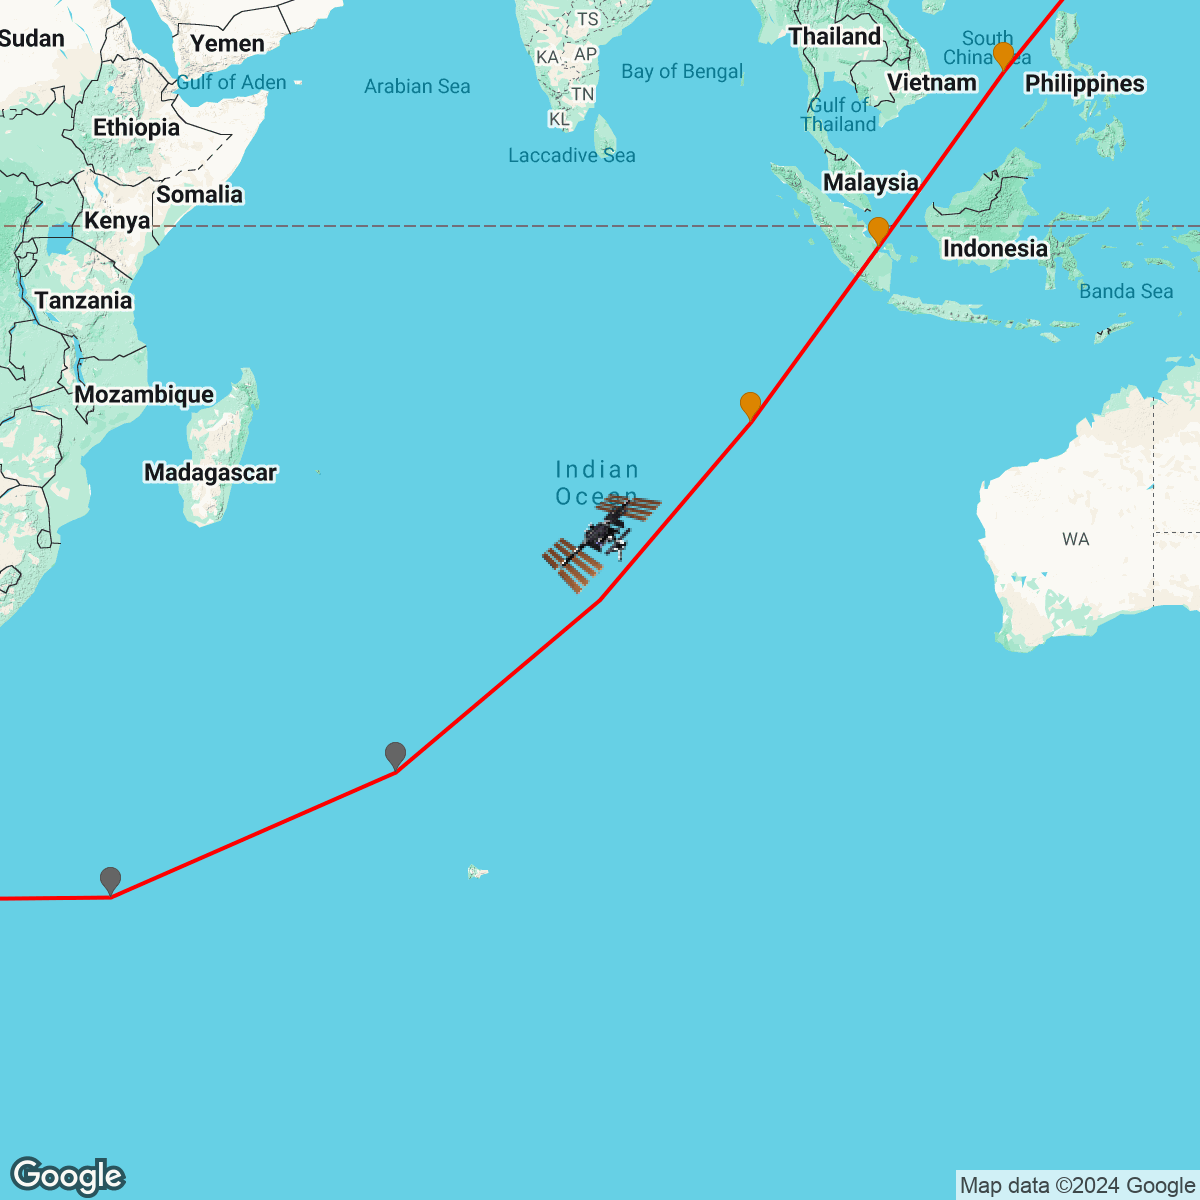 TS
Sudan
Yemen
Thailand
South
China Sea
KA
AP
Gulf of Aden
Arabian Sea
Bay of Bengal
Vietnam
Philippines
TN
Gulf of
Thailand
KL
Ethiopia
Laccadive Sea
Malaysia
Somalia
Kenya
Indonesia
Tanzania
Banda Sea
Mozambique
Indian
Ocean
Madagascar
WA
Google
Map data ©2024 Google